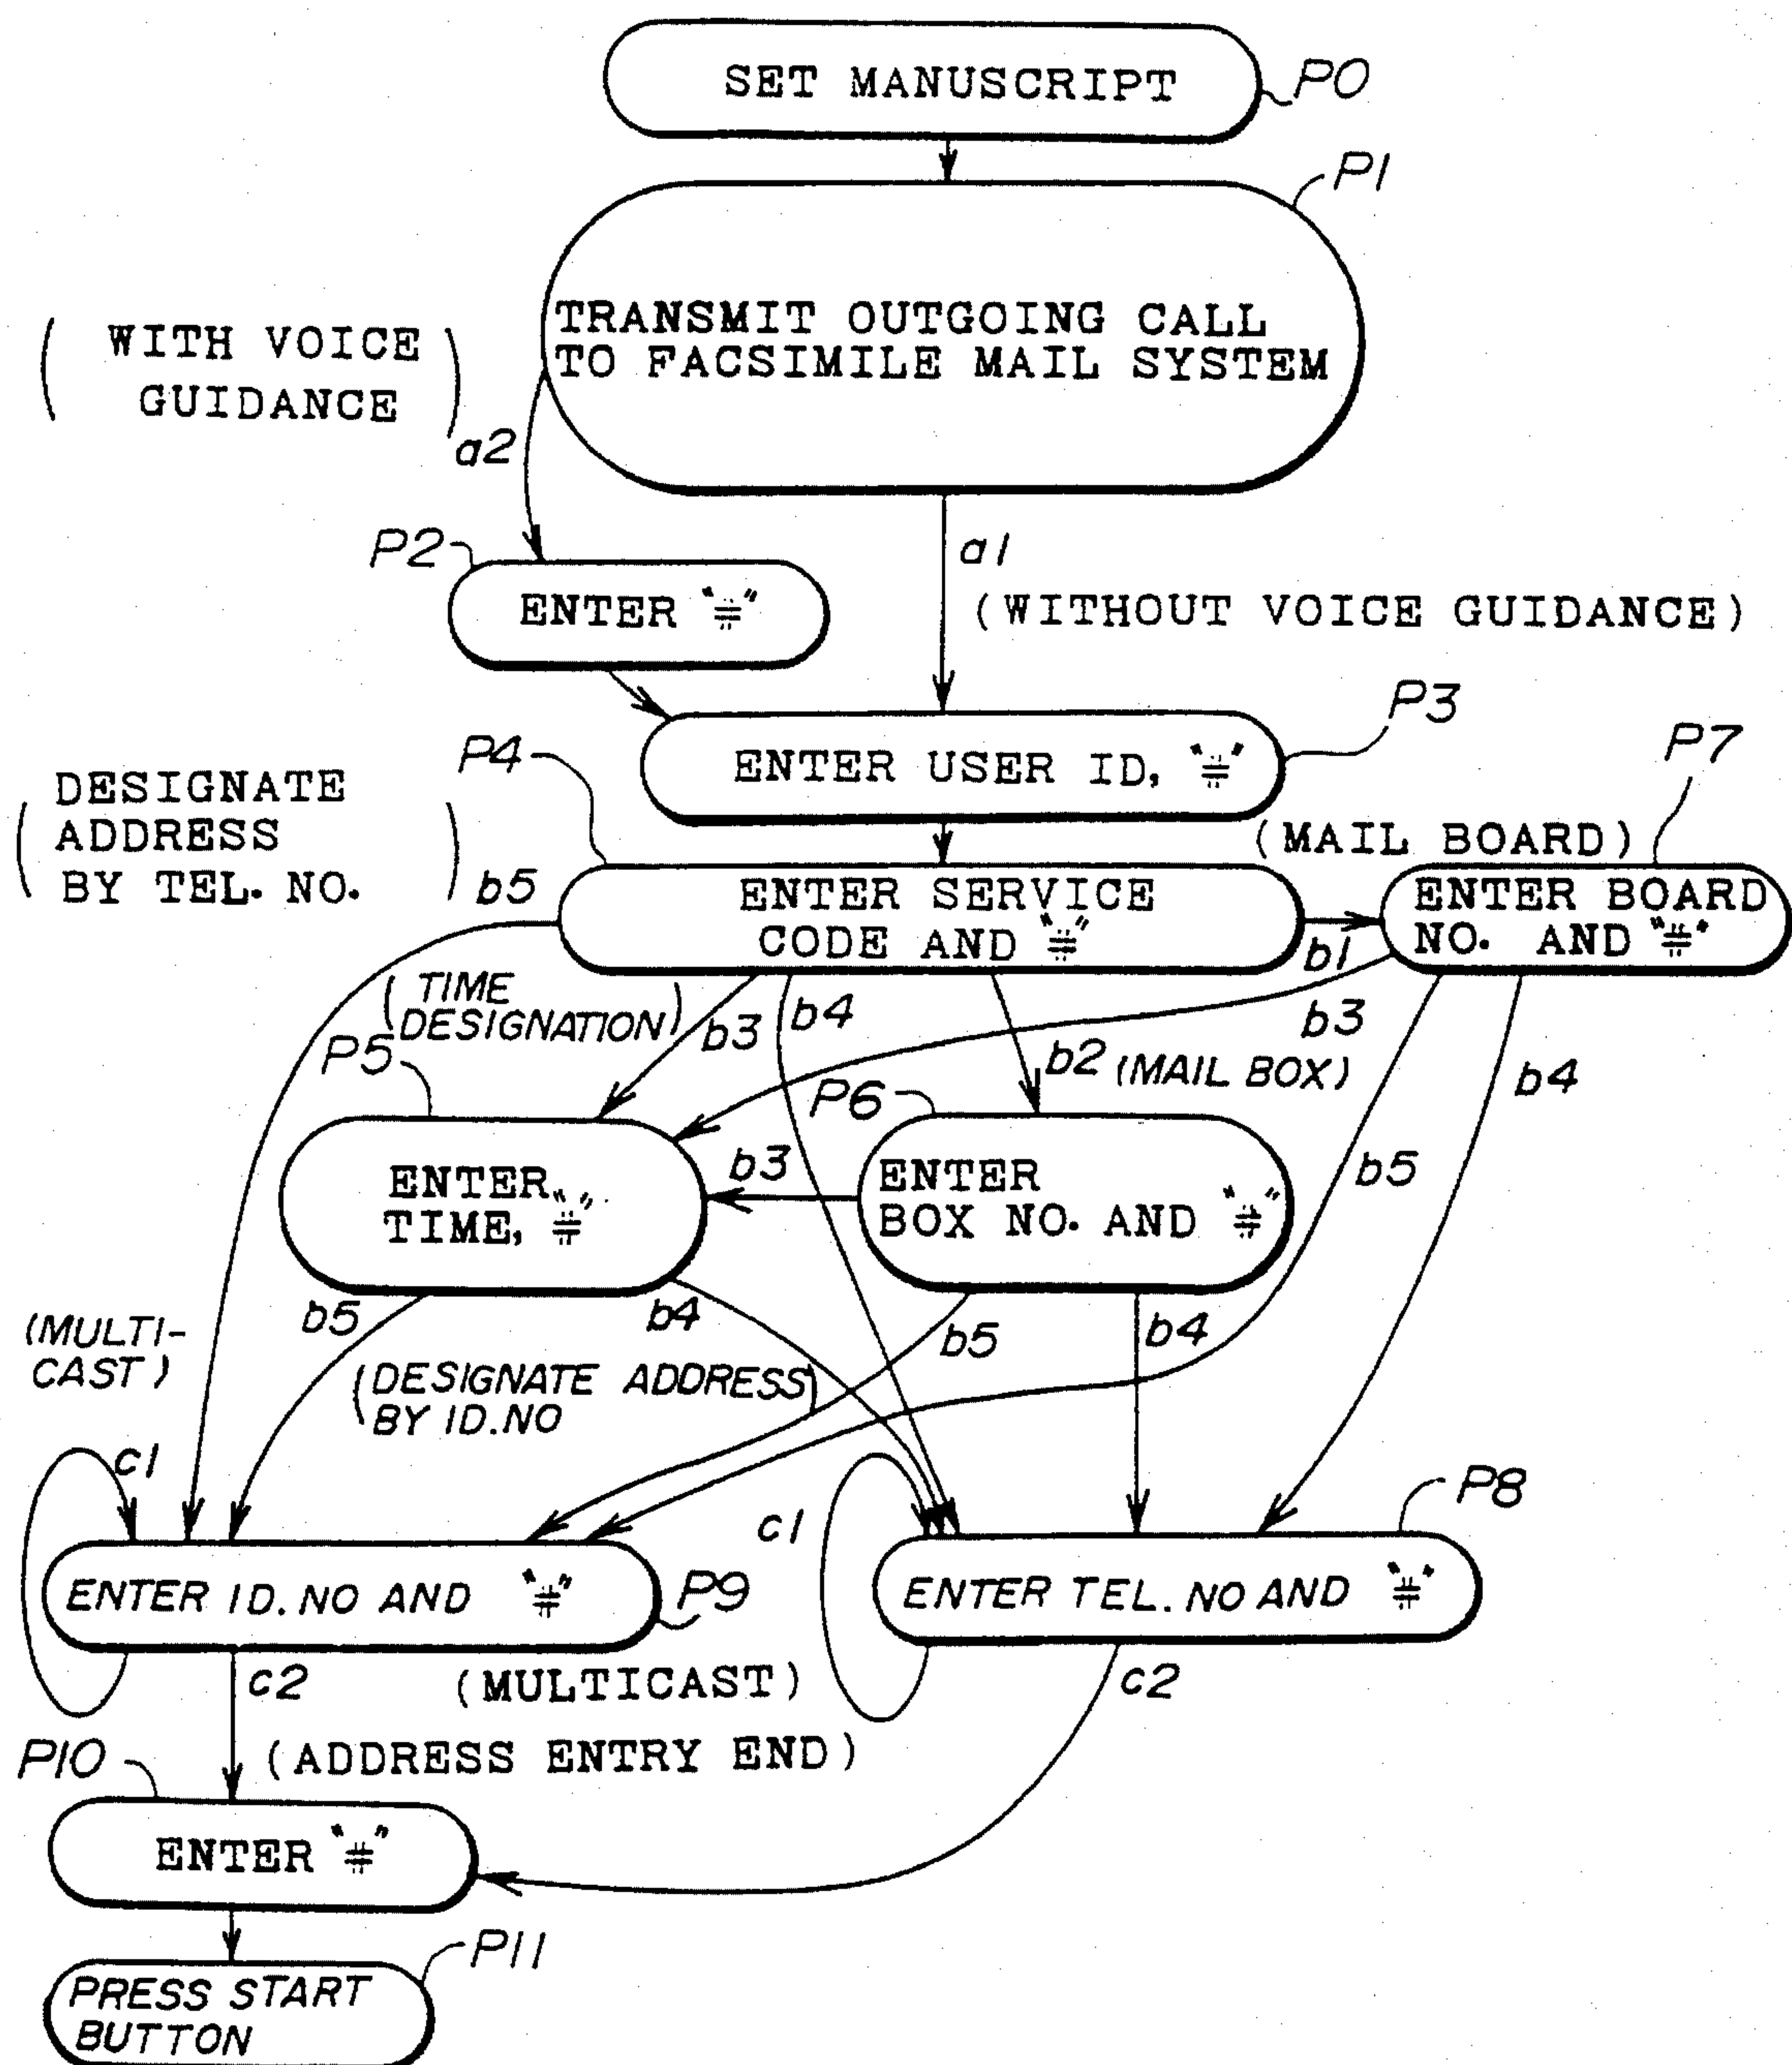 SET MANUSCRIPT
P0
P1
TRANSMIT OUTGOING CALL
TO FACSIMILE MAIL SYSTEM
(WITH VOICE
GUIDANCE)
a2
P2
a1
ENTER "#"
(WITHOUT VOICE GUIDANCE)
P3
P4
P7
ENTER USER ID, "#"
(DESIGNATE
ADDRESS
BY TEL. NO.)
b5
(MAIL BOARD)
ENTER SERVICE
CODE AND "#"
b1
ENTER BOARD
NO. AND "#"
(TIME
DESIGNATION)
b3
b4
b3
P5
b2 (MAIL BOX)
b4
P6
b3
b5
ENTER
TIME, "#"
ENTER
BOX NO. AND "#"
b5
b4
b5
b4
(MULTI-
CAST)
(DESIGNATE ADDRESS
BY ID.NO)
c1
c1
P8
ENTER ID.NO AND "#"
P9
ENTER TEL.NO AND "#"
c2
(MULTICAST)
c2
P10
(ADDRESS ENTRY END)
ENTER "#"
P11
PRESS START
BUTTON